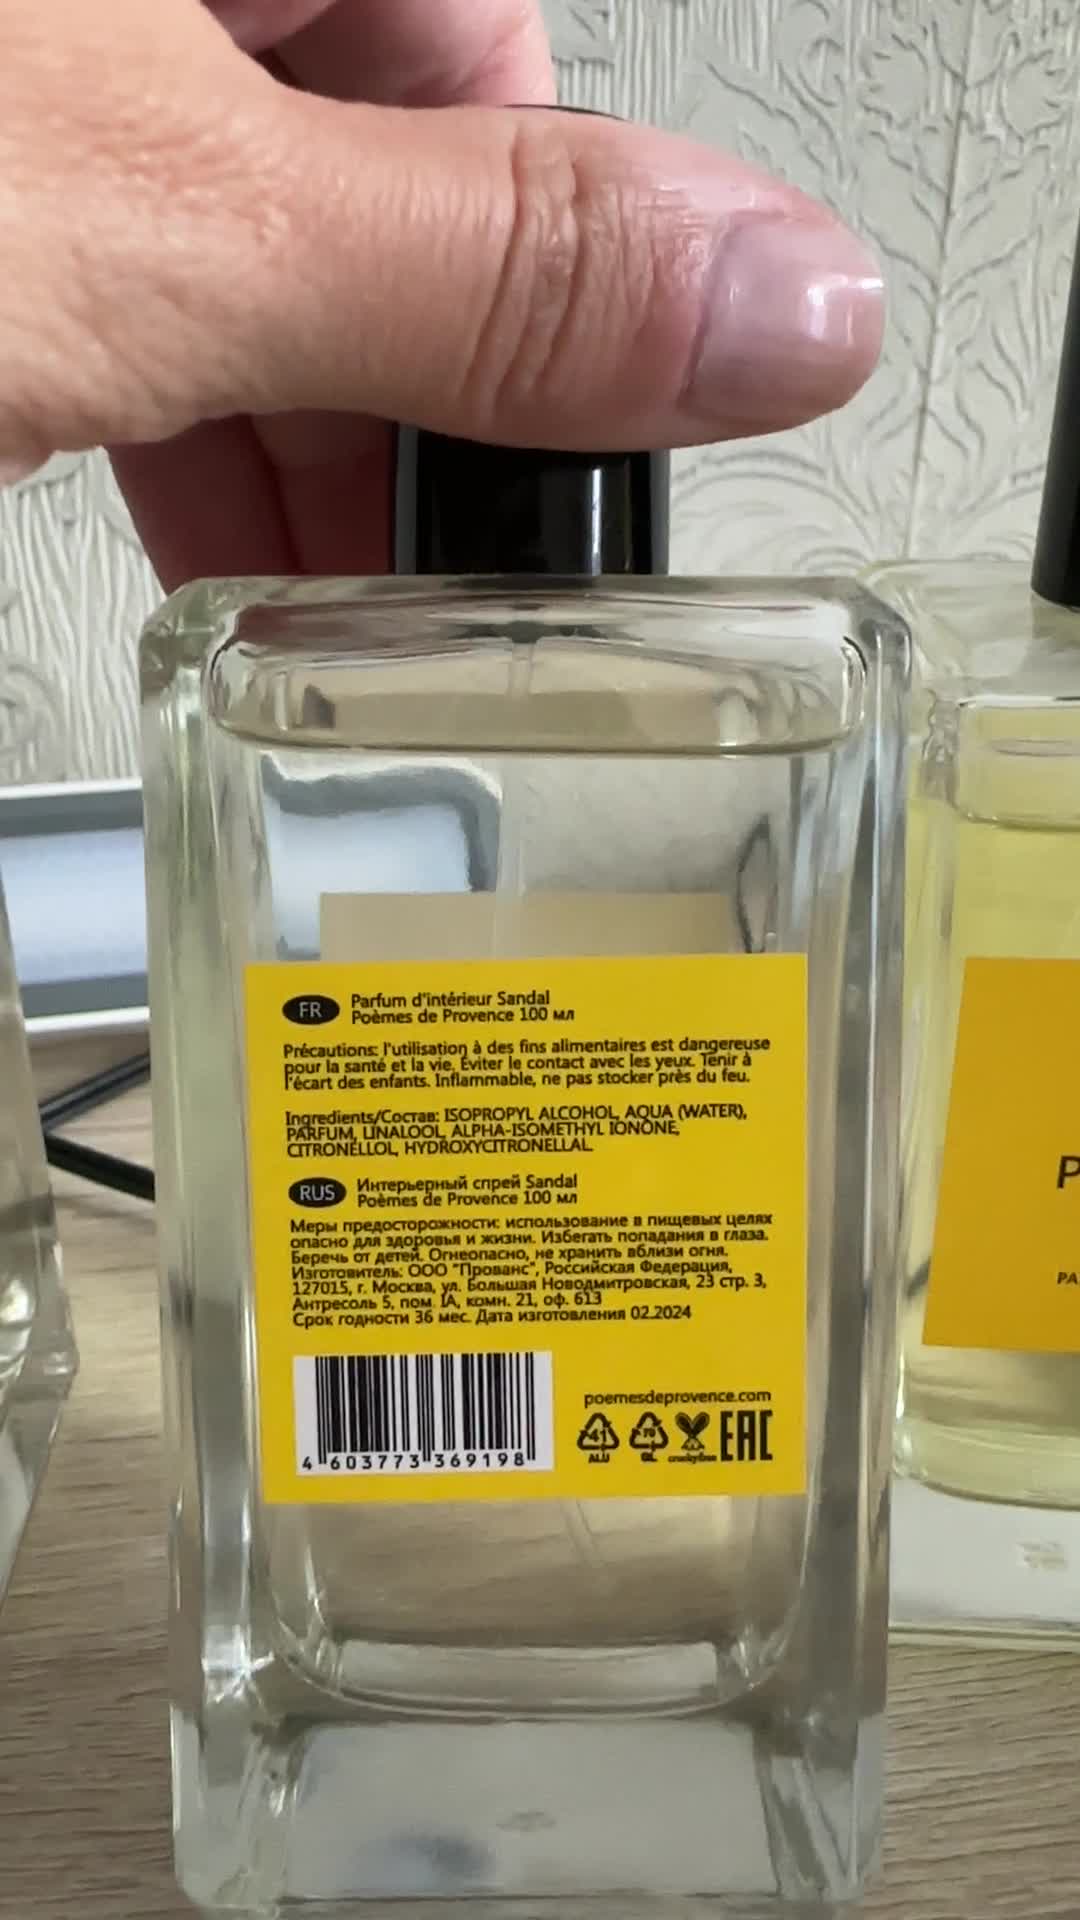 FR
Parfum d'intérieur Sandal
Poèmes de Provence 100 мл
Précautions: l'utilisation à des fins alimentaires est dangereuse
pour la santé et la vie. Éviter le contact avec les yeux. Tenir à
l'écart des enfants. Inflammable, ne pas stocker près du feu.
Ingredients/Состав: ISOPROPYL ALCOHOL, AQUA (WATER),
PARFUM, LINALOOL, ALPHA-ISOMETHYL IONONE,
CITRONELLOL, HYDROXYCITRONELLAL.
RUS
Интерьерный спрей Sandal
Poèmes de Provence 100 мл
Меры предосторожности: использование в пищевых целях
опасно для здоровья и жизни. Избегать попадания в глаза.
Беречь от детей. Огнеопасно, не хранить вблизи огня.
Изготовитель: ООО "Прованс", Российская Федерация,
127015, г. Москва, ул. Большая Новодмитровская, 23 стр. 3,
Антресоль 5, пом. IA, комн. 21, оф. 613
Срок годности 36 мес. Дата изготовления 02.2024
poemesdeprovence.com
41
ALU
70
GL
crueltyfree
EAC
4 603773 369198
P
PA